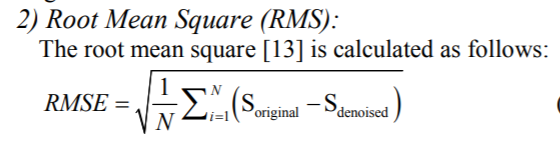 2) Root Mean Square (RMS):
The root mean square [13] is calculated as follows:
RMSE = √(1/N ∑_{i=1}^{N} (S_original − S_denoised))